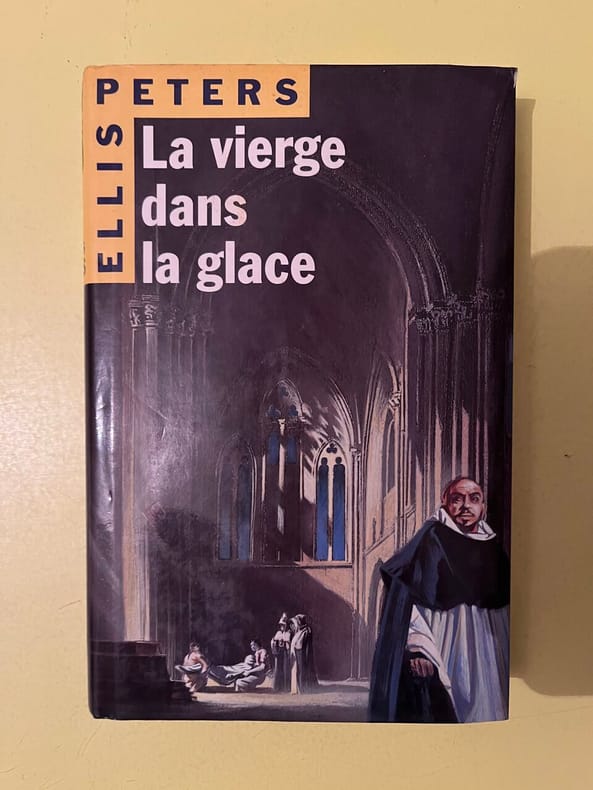 ELLIS
PETERS
La vierge
dans
la glace